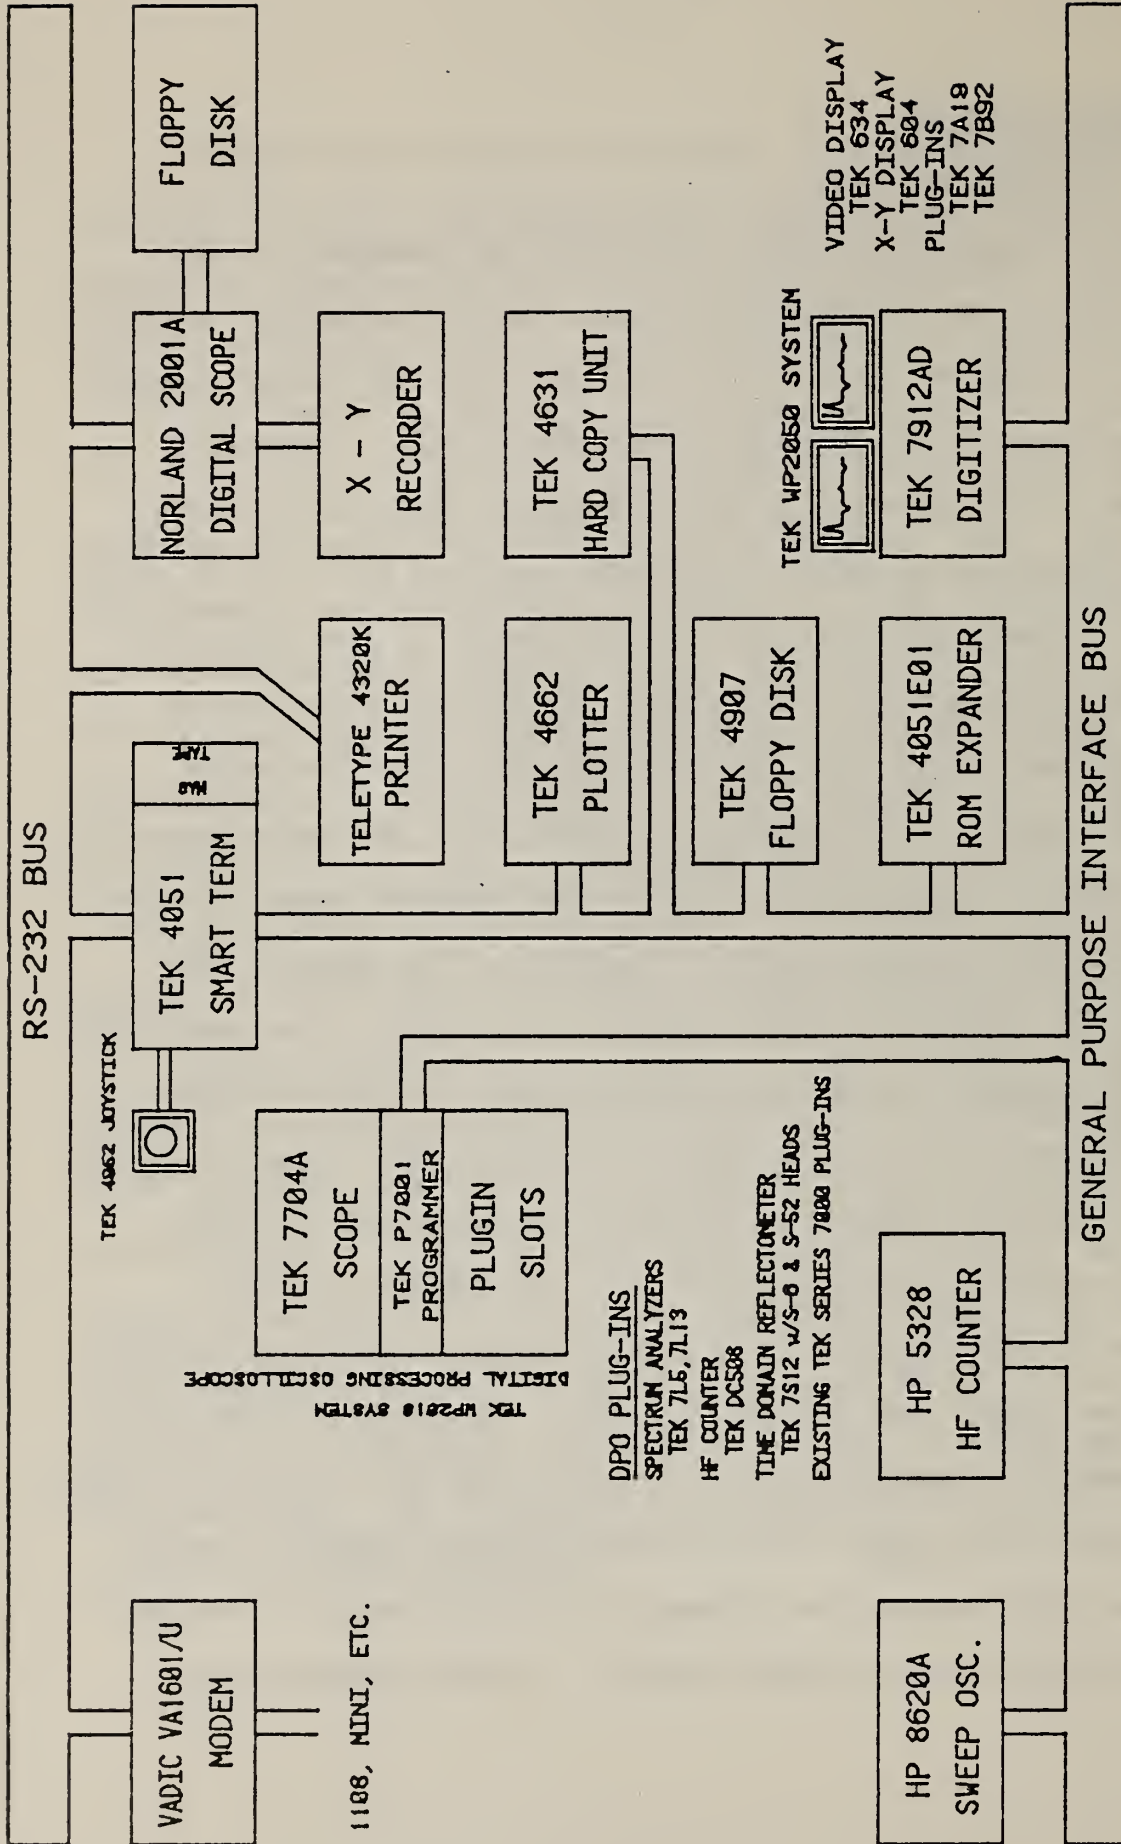 RS-232 BUS
VADIC VA1601/U
MODEM
1108, MINI, ETC.
TEK 4962 JOYSTICK
TEK 4051
SMART TERM
MAG
TAPE
NORLAND 2001A
DIGITAL SCOPE
FLOPPY
DISK
TEK WP2010 SYSTEM
DIGITAL PROCESSING OSCILLOSCOPE
TEK 7704A
SCOPE
TEK P7001
PROGRAMMER
PLUGIN
SLOTS
TELETYPE 4320K
PRINTER
X - Y
RECORDER
TEK 4662
PLOTTER
TEK 4631
HARD COPY UNIT
DPO PLUG-INS
SPECTRUM ANALYZERS
TEK 7L5, 7L13
HF COUNTER
TEK DC508
TIME DOMAIN REFLECTOMETER
TEK 7S12 w/S-6 & S-52 HEADS
EXISTING TEK SERIES 7000 PLUG-INS
TEK 4907
FLOPPY DISK
TEK WP2050 SYSTEM
VIDEO DISPLAY
TEK 634
X-Y DISPLAY
TEK 604
PLUG-INS
TEK 7A19
TEK 7B92
HP 8620A
SWEEP OSC.
HP 5328
HF COUNTER
TEK 4051E01
ROM EXPANDER
TEK 7912AD
DIGITIZER
GENERAL PURPOSE INTERFACE BUS